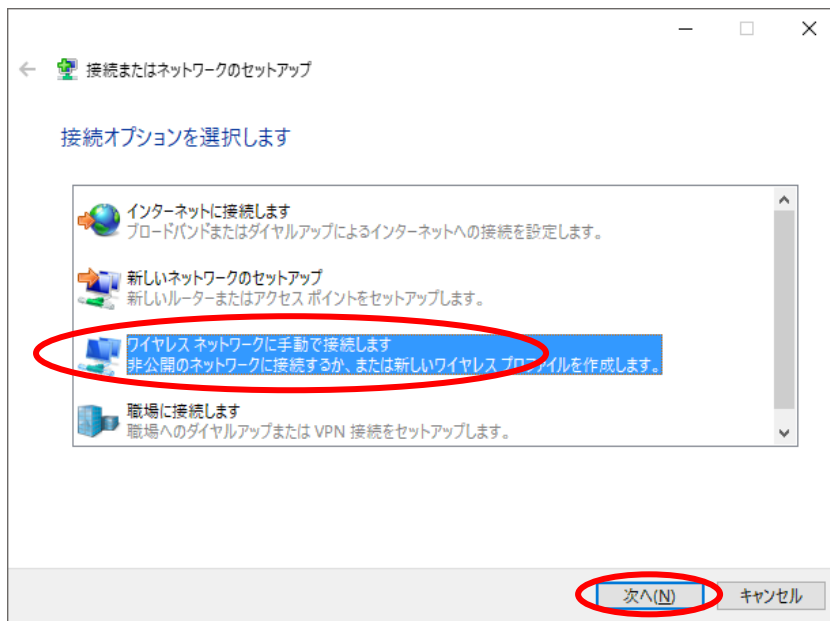 接続またはネットワークのセットアップ
接続オプションを選択します
インターネットに接続します
ブロードバンドまたはダイヤルアップによるインターネットへの接続を設定します。
新しいネットワークのセットアップ
新しいルーターまたはアクセス ポイントをセットアップします。
ワイヤレス ネットワークに手動で接続します
非公開のネットワークに接続するか、または新しいワイヤレス プロファイルを作成します。
職場に接続します
職場へのダイヤルアップまたは VPN 接続をセットアップします。
次へ(N) キャンセル